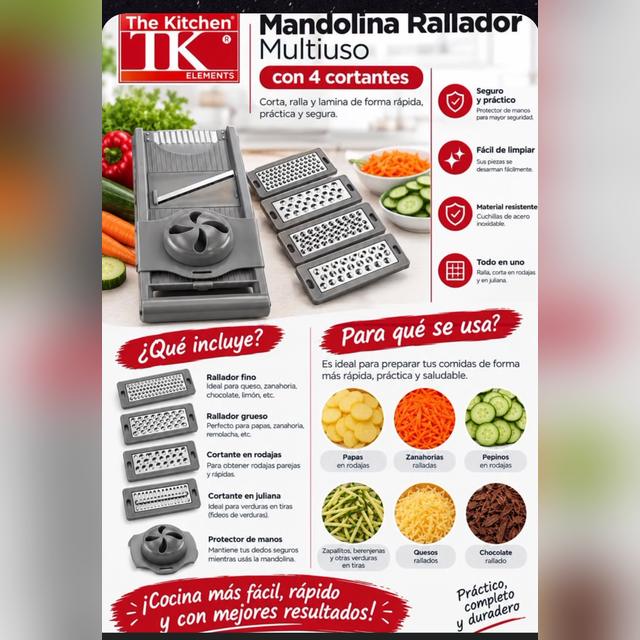 The Kitchen
TK®
ELEMENTS
Mandolina Rallador
Multiuso
con 4 cortantes
Corta, ralla y lamina de forma rápida,
práctica y segura.
Seguro
y práctico
Protector de manos
para mayor seguridad.
Fácil de limpiar
Sus piezas se
desarman fácilmente.
Material resistente
Cuchillas de acero
inoxidable.
Todo en uno
Ralla, corta en rodajas
y en juliana.
¿Qué incluye?
Rallador fino
Ideal para queso, zanahoria,
chocolate, limón, etc.
Rallador grueso
Perfecto para papas, zanahoria,
remolacha, etc.
Cortante en rodajas
Para obtener rodajas parejas
y rápidas.
Cortante en juliana
Ideal para verduras en tiras
(fideos de verduras).
Protector de manos
Mantiene tus dedos seguros
mientras usás la mandolina.
Para qué se usa?
Es ideal para preparar tus comidas de forma
más rápida, práctica y saludable.
Papas
en rodajas
Zanahorias
ralladas
Pepinos
en rodajas
Zapallitos, berenjenas
y otras verduras
en tiras
Quesos
rallados
Chocolate
rallado
¡Cocina más fácil, rápido
y con mejores resultados!
Práctico,
completo
y duradero